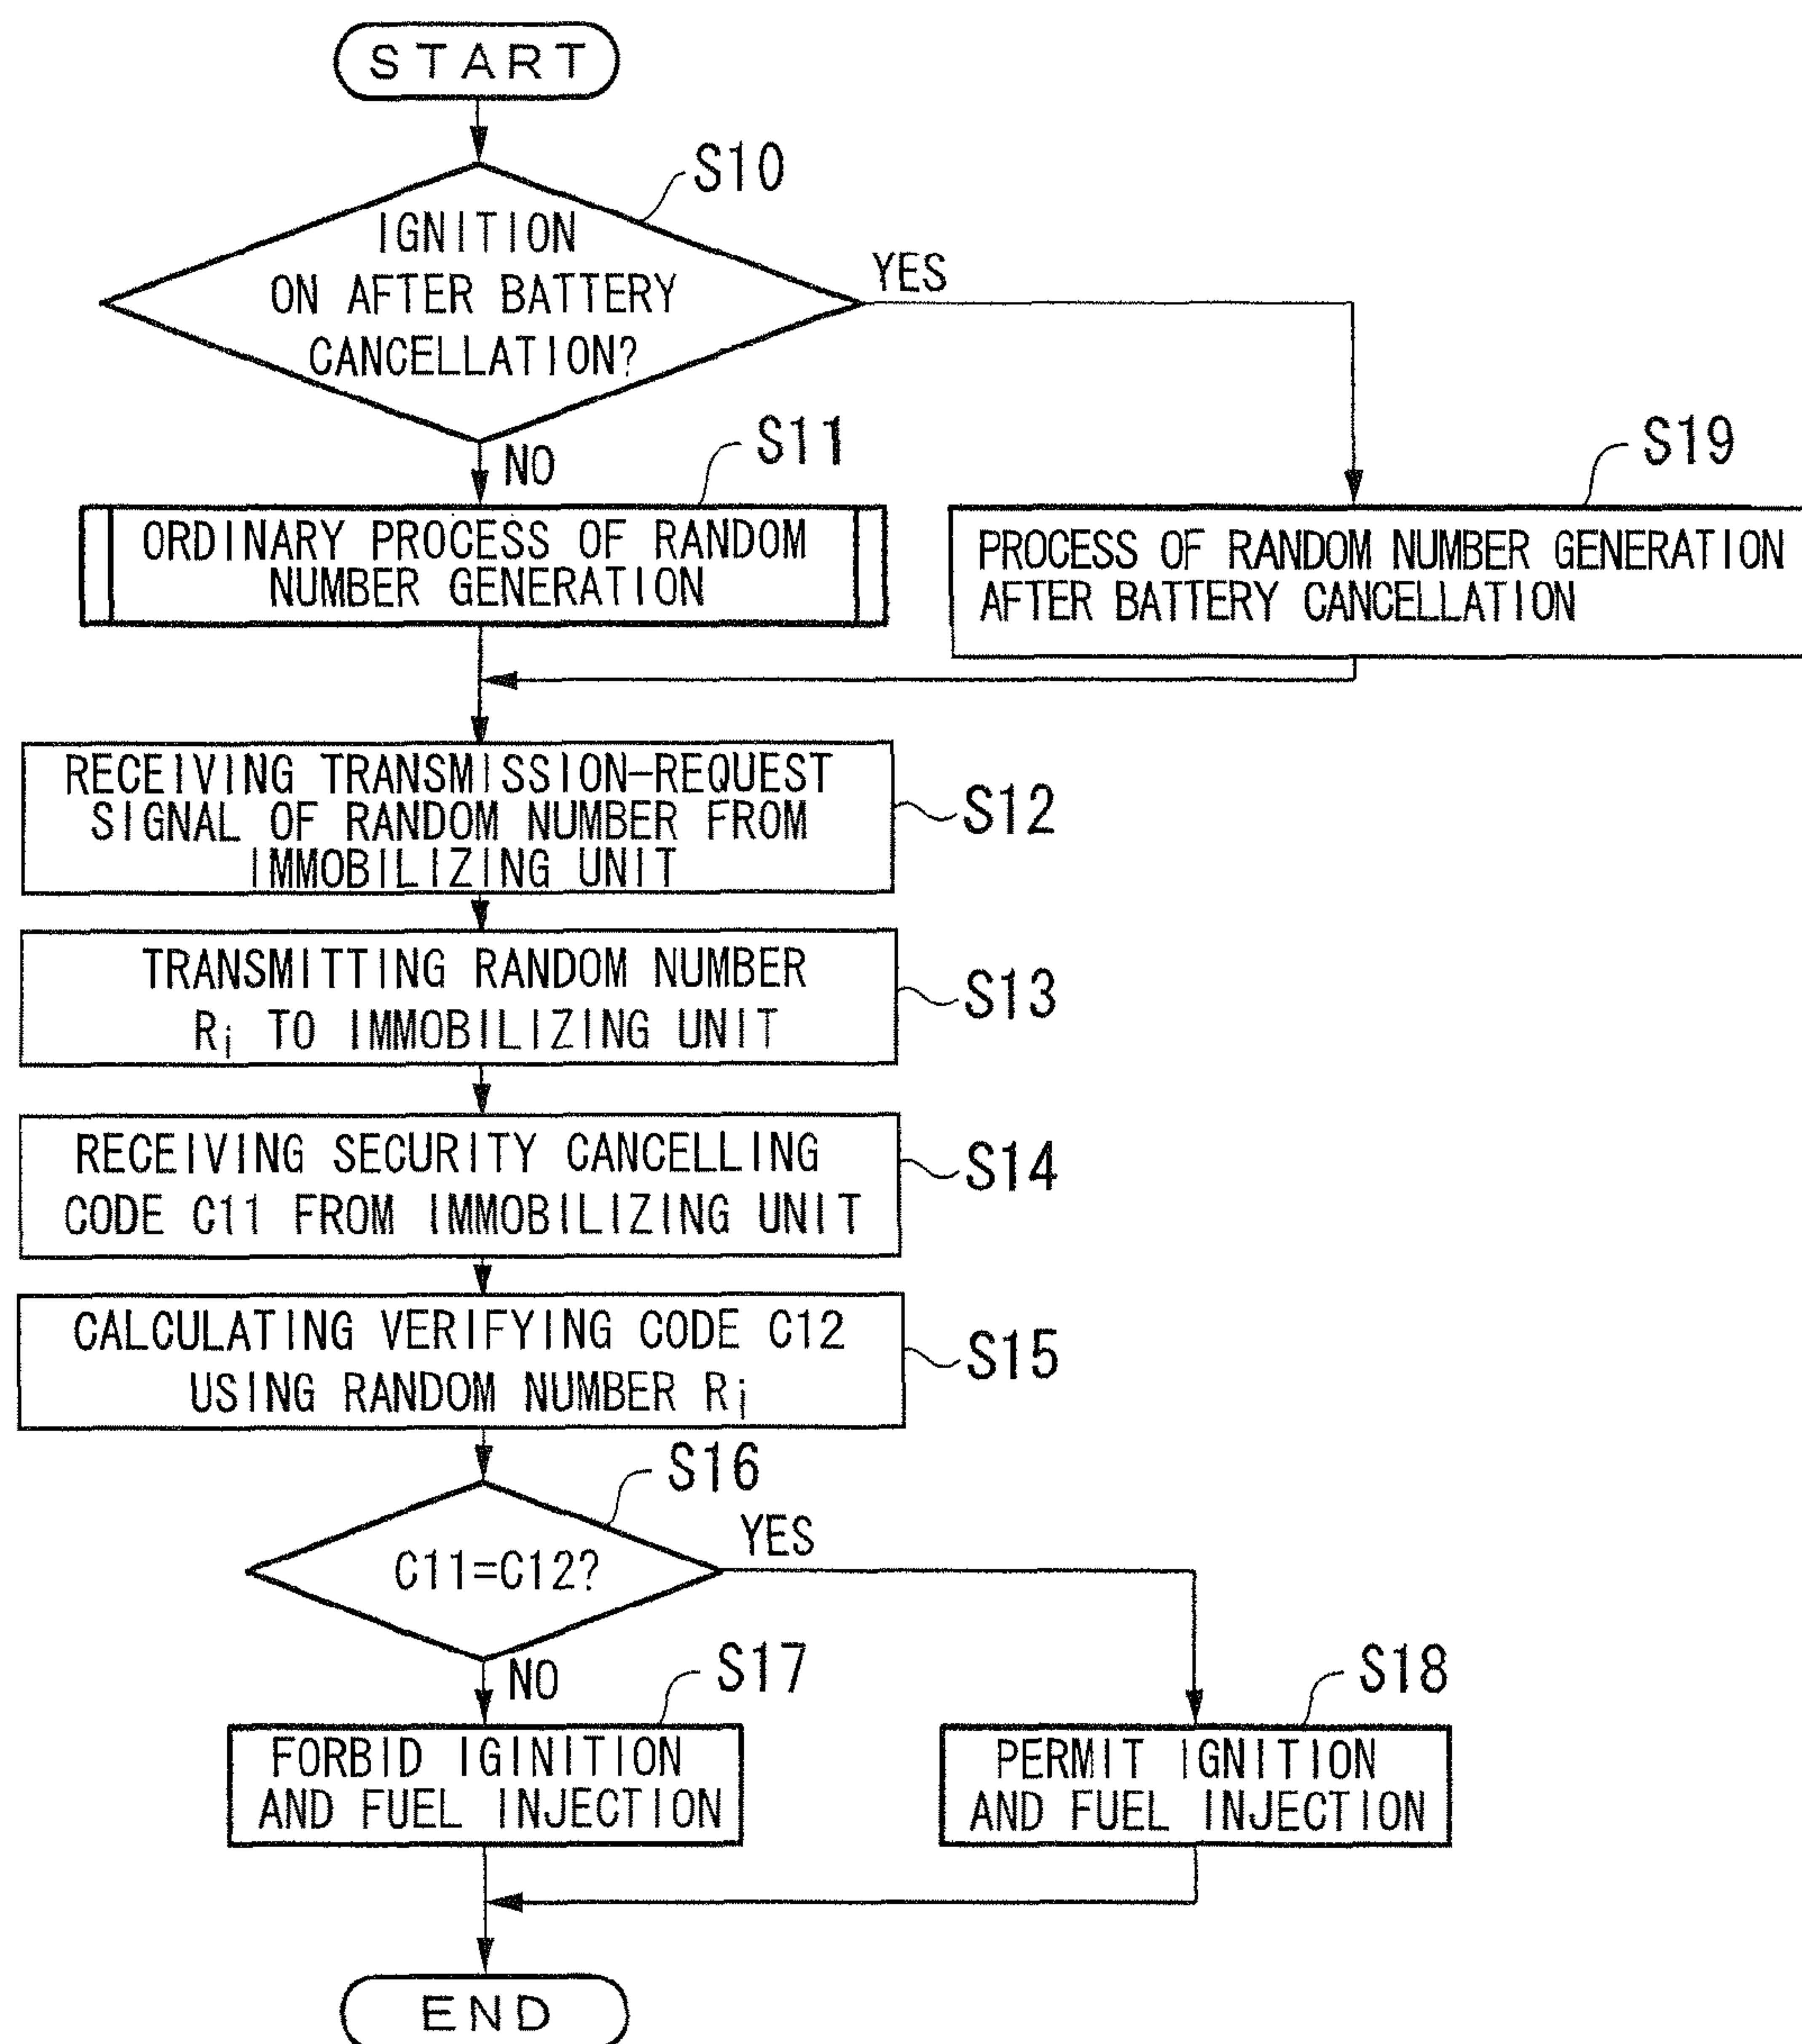 START
S10
IGNITION
ON AFTER BATTERY
CANCELLATION?
YES
NO
S11
ORDINARY PROCESS OF RANDOM
NUMBER GENERATION
S19
PROCESS OF RANDOM NUMBER GENERATION
AFTER BATTERY CANCELLATION
RECEIVING TRANSMISSION-REQUEST
SIGNAL OF RANDOM NUMBER FROM
IMMOBILIZING UNIT
S12
TRANSMITTING RANDOM NUMBER
Ri TO IMMOBILIZING UNIT
S13
RECEIVING SECURITY CANCELLING
CODE C11 FROM IMMOBILIZING UNIT
S14
CALCULATING VERIFYING CODE C12
USING RANDOM NUMBER Ri
S15
S16
C11=C12?
YES
NO
S17
FORBID IGINITION
AND FUEL INJECTION
S18
PERMIT IGNITION
AND FUEL INJECTION
END